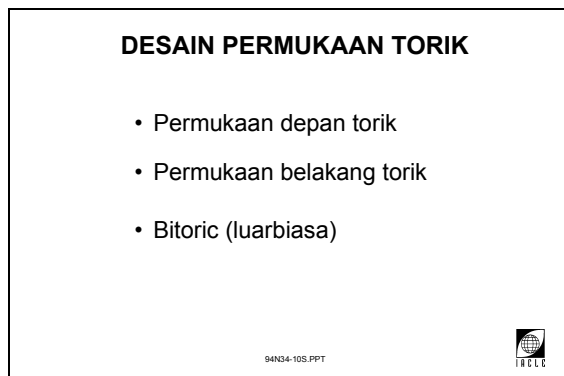 DESAIN PERMUKAAN TORIK
• Permukaan depan torik
• Permukaan belakang torik
• Bitoric (luarbiasa)
94N34-10S.PPT
IACLE